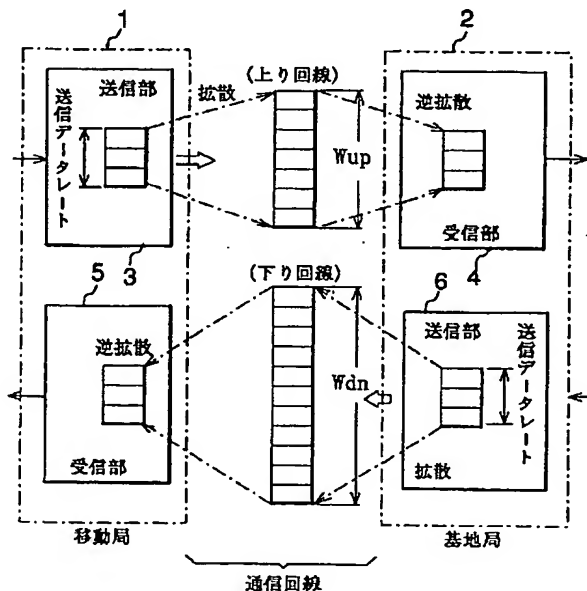 1
2
送信部
送信データレート
3
拡散
(上り回線)
Wup
逆拡散
受信部
4
5
逆拡散
受信部
移動局
(下り回線)
Wdn
6
送信部
送信データレート
拡散
基地局
通信回線